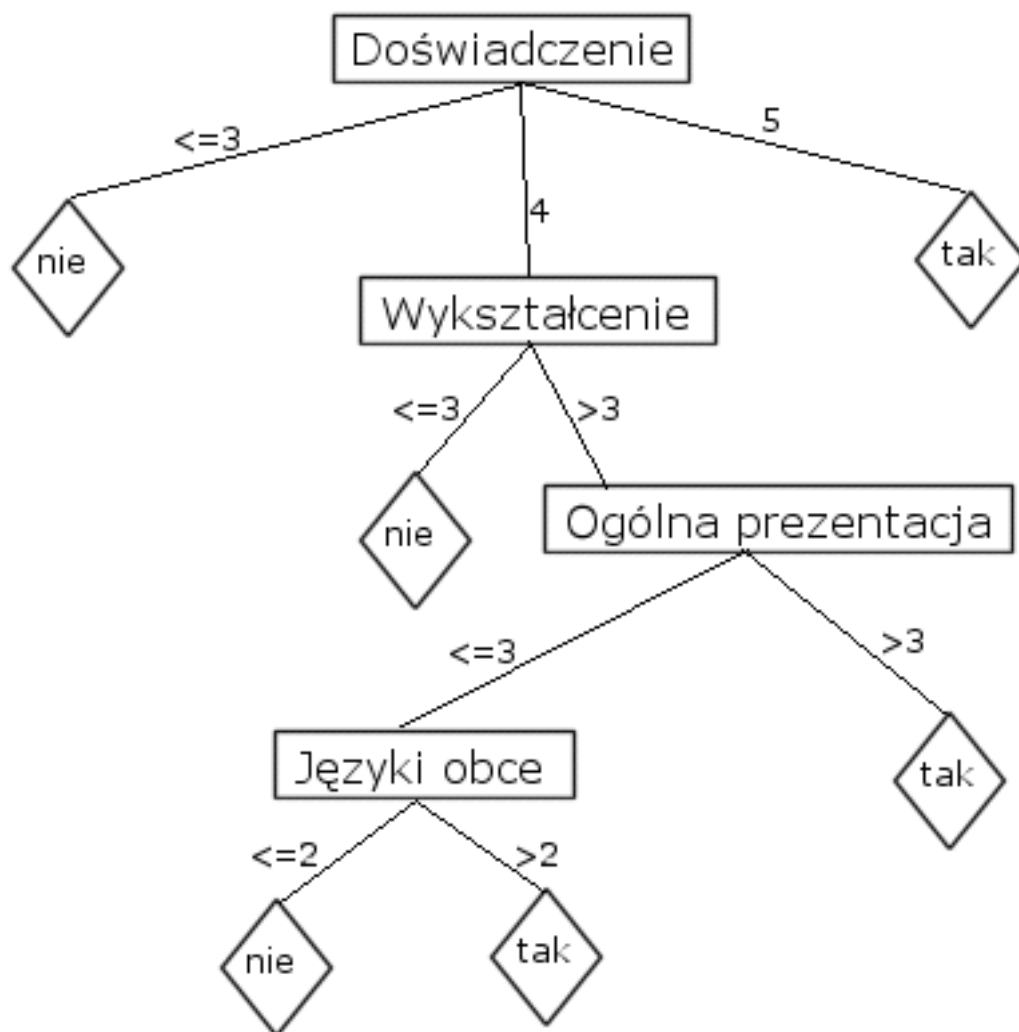 Doświadczenie
<=3
5
4
nie
tak
Wykształcenie
<=3
>3
nie
Ogólna prezentacja
<=3
>3
Języki obce
tak
<=2
>2
nie
tak